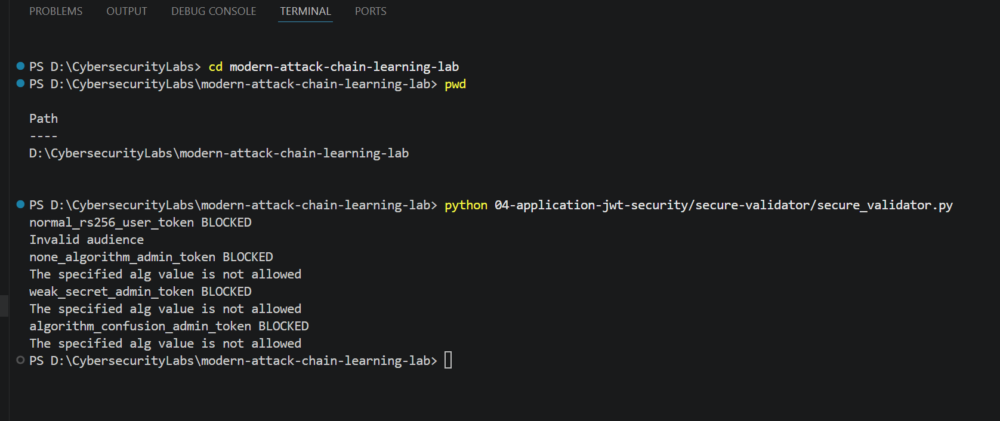 PROBLEMS OUTPUT DEBUG CONSOLE TERMINAL PORTS
PS D:\CybersecurityLabs> cd modern-attack-chain-learning-lab
PS D:\CybersecurityLabs\modern-attack-chain-learning-lab> pwd
Path
----
D:\CybersecurityLabs\modern-attack-chain-learning-lab
PS D:\CybersecurityLabs\modern-attack-chain-learning-lab> python 04-application-jwt-security/secure-validator/secure_validator.py
normal_rs256_user_token BLOCKED
Invalid audience
none_algorithm_admin_token BLOCKED
The specified alg value is not allowed
weak_secret_admin_token BLOCKED
The specified alg value is not allowed
algorithm_confusion_admin_token BLOCKED
The specified alg value is not allowed
PS D:\CybersecurityLabs\modern-attack-chain-learning-lab>